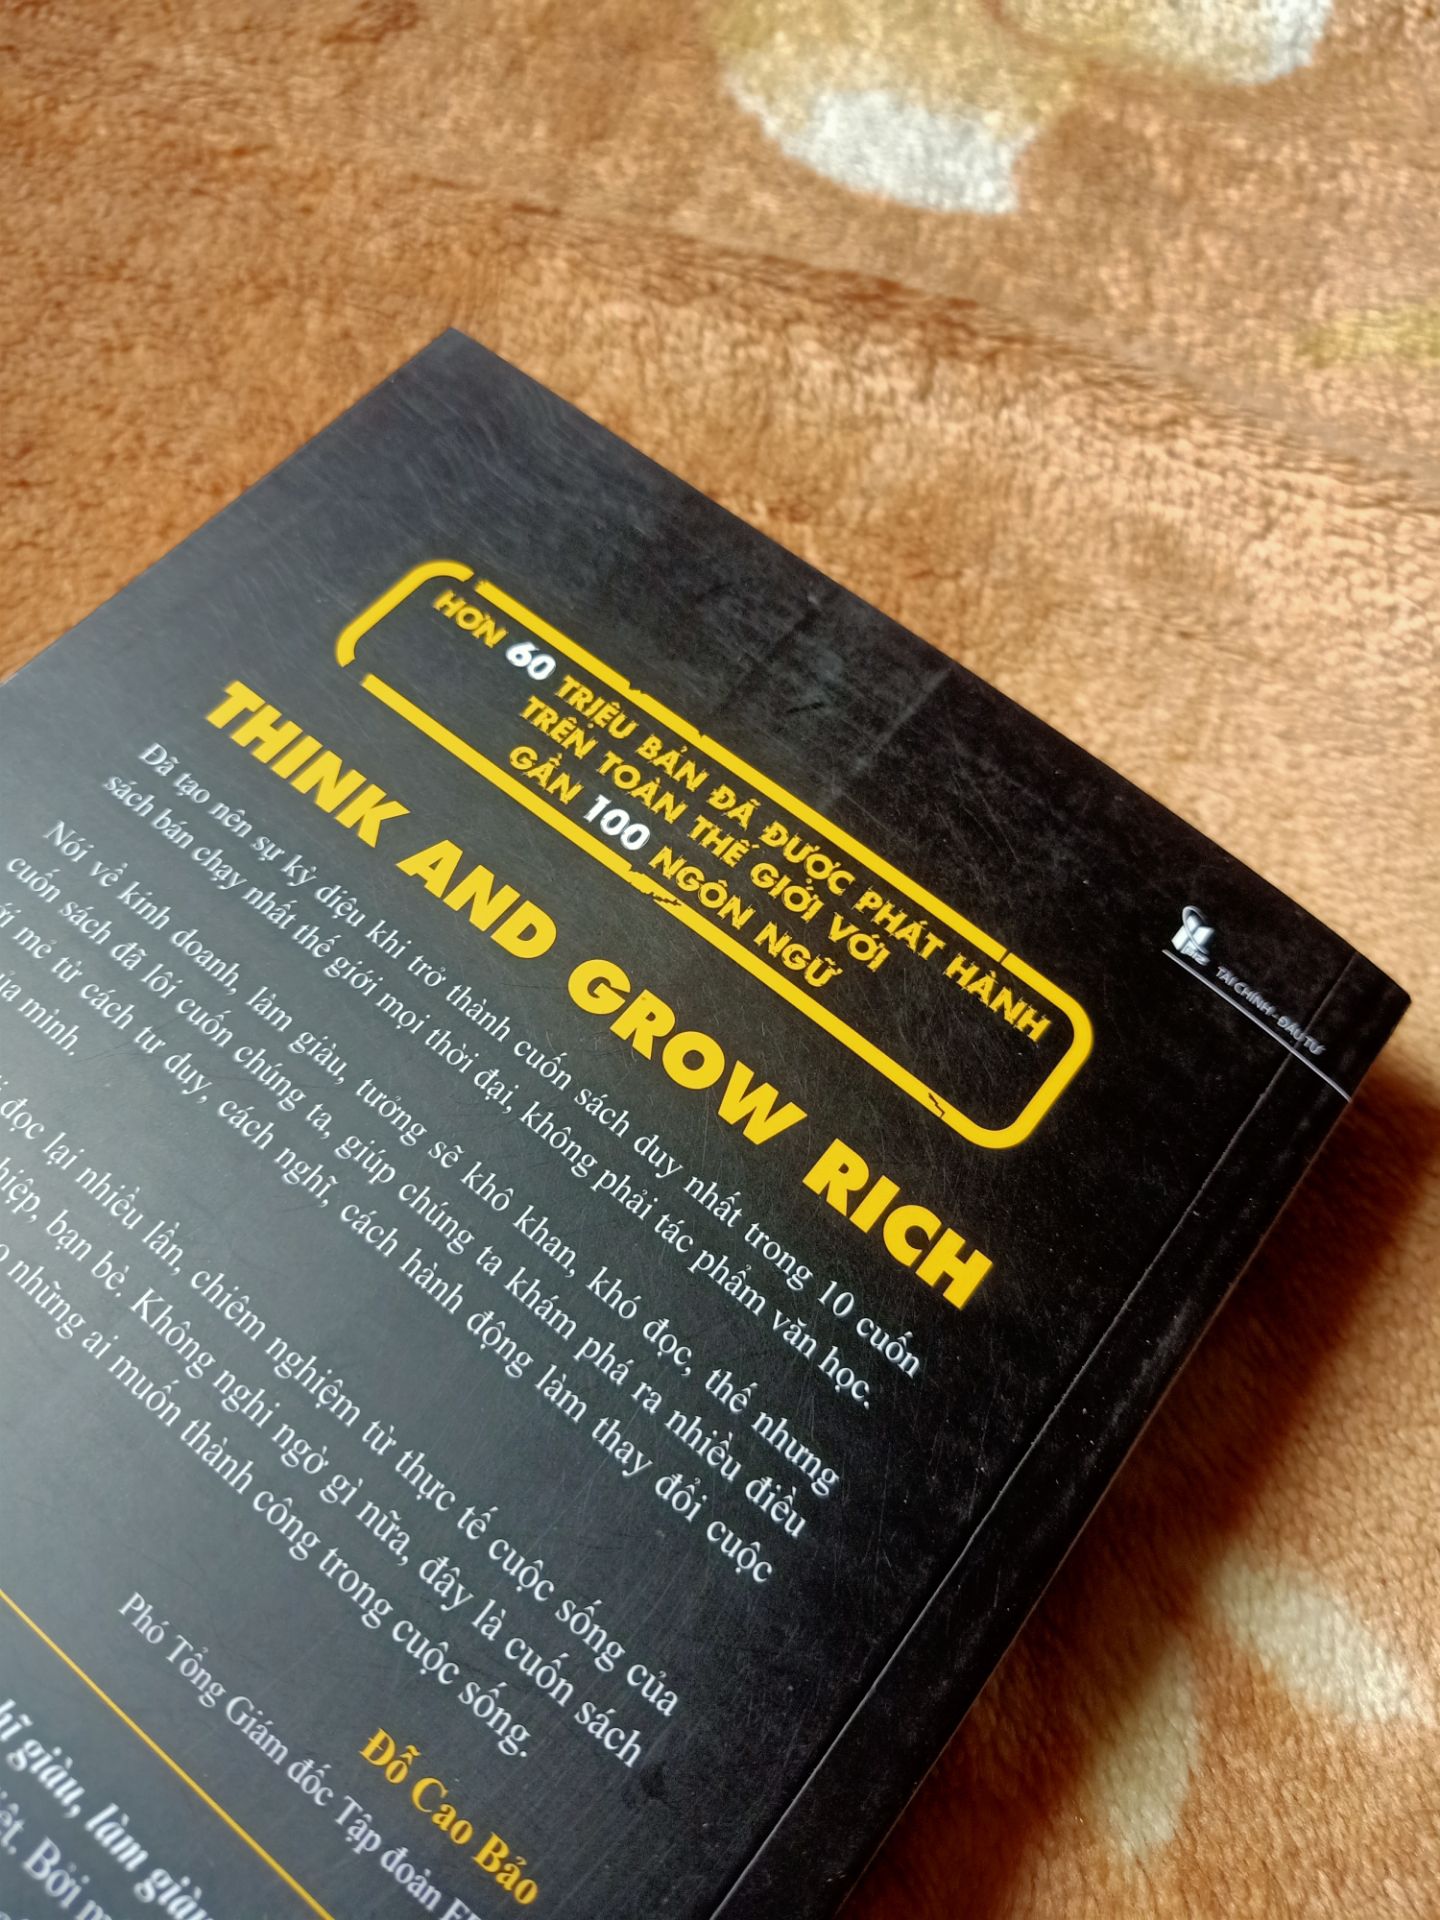 HƠN 60 TRIỆU BẢN ĐÃ ĐƯỢC PHÁT HÀNH
TRÊN TOÀN THẾ GIỚI VỚI
GẦN 100 NGÔN NGỮ
THINK AND GROW RICH
Đã tạo nên sự kỳ diệu khi trở thành cuốn sách duy nhất trong 10 cuốn
sách bán chạy nhất thế giới mọi thời đại, không phải tác phẩm văn học.
Nói về kinh doanh, làm giàu, tưởng sẽ khô khan, khó đọc, thế nhưng
cuốn sách đã lôi cuốn chúng ta, giúp chúng ta khám phá ra nhiều điều
mẻ từ cách tư duy, cách nghĩ, cách hành động làm thay đổi cuộc
mình.
đọc lại nhiều lần, chiêm nghiệm từ thực tế cuộc sống của
bạn bè. Không nghi ngờ gì nữa, đây là cuốn sách
những ai muốn thành công trong cuộc sống.
Đỗ Cao Bảo
Phó Tổng Giám đốc Tập đoàn
giàu, làm
Bởi
TÀI CHÍNH - ĐẦU TƯ